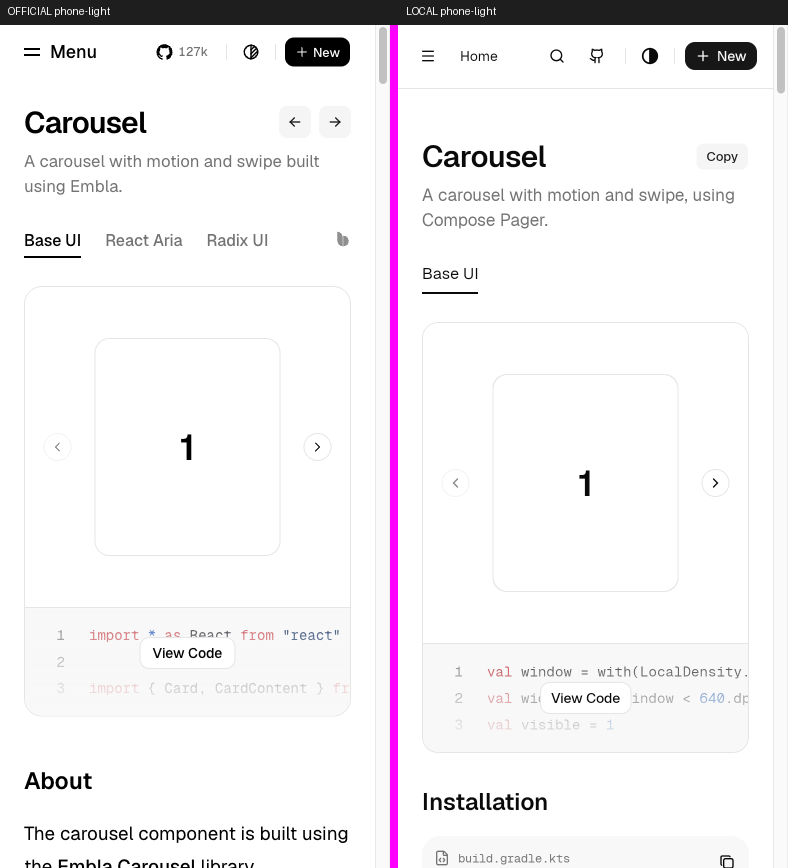 OFFICIAL phone-light
Menu
127k
New
Carousel
A carousel with motion and swipe built
using Embla.
Base UI
React Aria
Radix UI
1
1 import * as React from "react"
2
3 import { Card, CardContent } fr
View Code
About
The carousel component is built using
the Embla Carousel library.
LOCAL phone-light
Home
New
Carousel
Copy
A carousel with motion and swipe, using
Compose Pager.
Base UI
1
1 val window = with(LocalDensity.
2 val wi indow < 640.dp
3 val visible = 1
View Code
Installation
build.gradle.kts